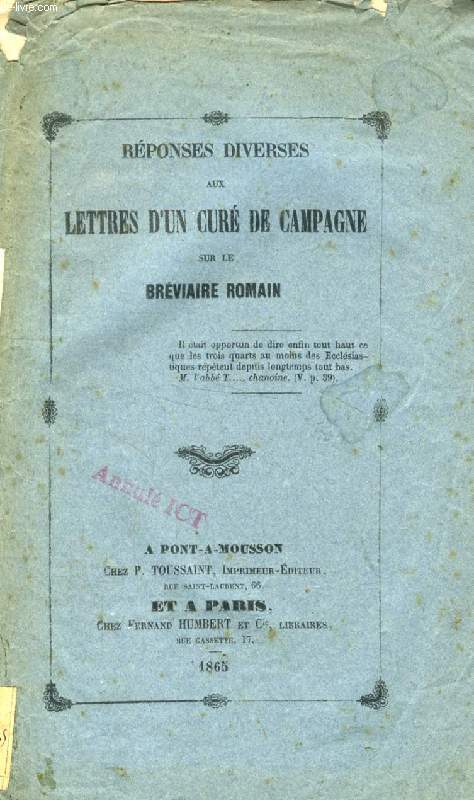 RÉPONSES DIVERSES
AUX
LETTRES D'UN CURÉ DE CAMPAGNE
SUR LE
BRÉVIAIRE ROMAIN
Il était opportun de dire enfin tout haut ce
que les trois quarts au moins des Ecclésias-
tiques répètent depuis longtemps tout bas.
M. l'abbé T...., chanoine. (V. p. 39).
Annulé ICT
A PONT-A-MOUSSON
CHEZ P. TOUSSAINT, IMPRIMEUR-ÉDITEUR,
RUE SAINT-LAURENT, 66.
ET A PARIS,
CHEZ FERNAND HUMBERT ET Cie, LIBRAIRES,
RUE CASSETTE, 17.
1865